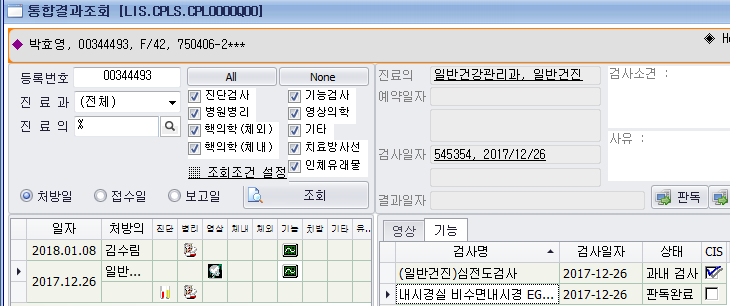 통합결과조회 [LIS.CPLS.CPL0000Q00]
박효영, 00344493, F/42, 750406-2***
등록번호 00344493 All None
진 료 과 (전체) 진단검사 기능검사
진 료 의 % 병원병리 영상의학
핵의학(체외) 기타
핵의학(체내) 치료방사선
조회조건 설정 인체유래물
처방일 접수일 보고일 조회
진료의 일반건강관리과, 일반건진 검사소견 :
예약일자
사유 :
검사일자 545354, 2017/12/26
결과일자 판독
일자 처방의 진단 병리 영상 체내 체외 기능 치방 기타 유..
2018.01.08 김수림
2017.12.26 일반...
영상 기능
검사명 검사일자 상태 CIS
(일반건진)심전도검사 2017-12-26 과내 검사
내시경실 비수면내시경 EG... 2017-12-26 판독완료